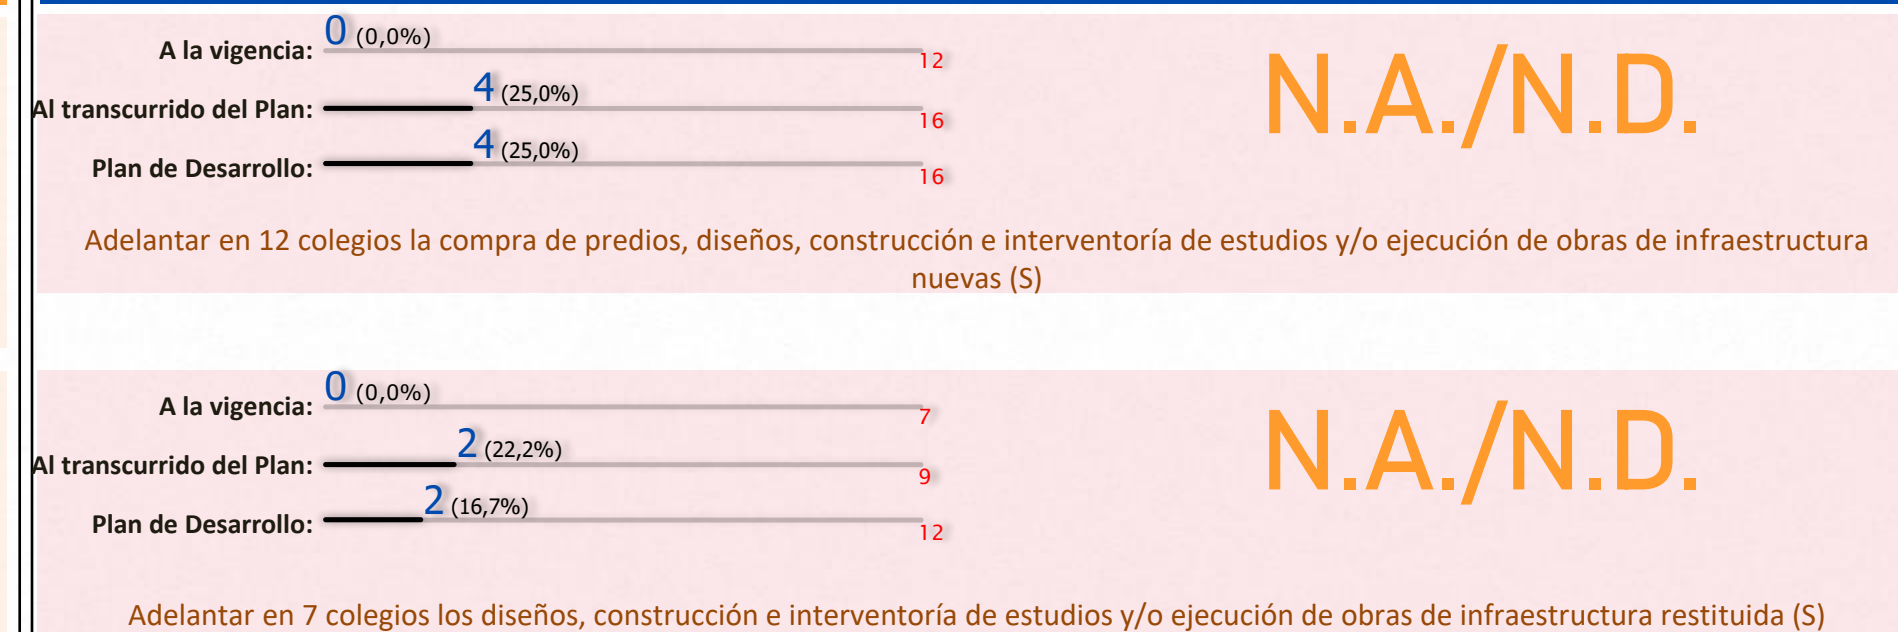 A la vigencia: 0 (0,0%) 12
Al transcurrido del Plan: 4 (25,0%) 16
Plan de Desarrollo: 4 (25,0%) 16
N.A./N.D.
Adelantar en 12 colegios la compra de predios, diseños, construcción e interventoría de estudios y/o ejecución de obras de infraestructura
nuevas (S)
A la vigencia: 0 (0,0%) 7
Al transcurrido del Plan: 2 (22,2%) 9
Plan de Desarrollo: 2 (16,7%) 12
N.A./N.D.
Adelantar en 7 colegios los diseños, construcción e interventoría de estudios y/o ejecución de obras de infraestructura restituida (S)